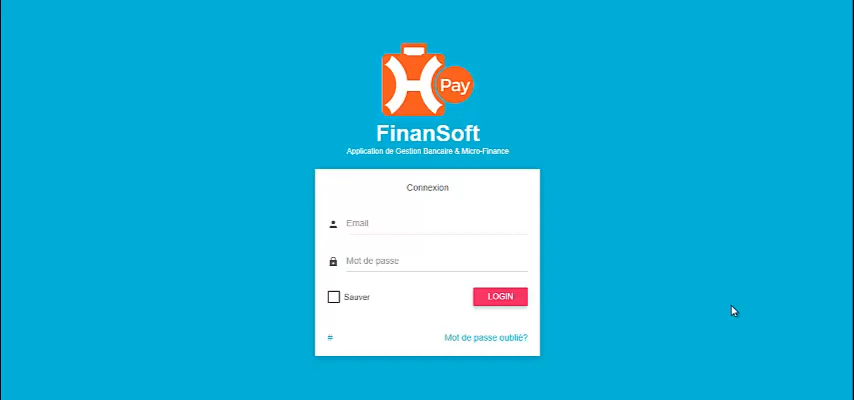 Pay
FinanSoft
Application de Gestion Bancaire & Micro-Finance
Connexion
Email
Mot de passe
Sauver
LOGIN
#
Mot de passe oublié?